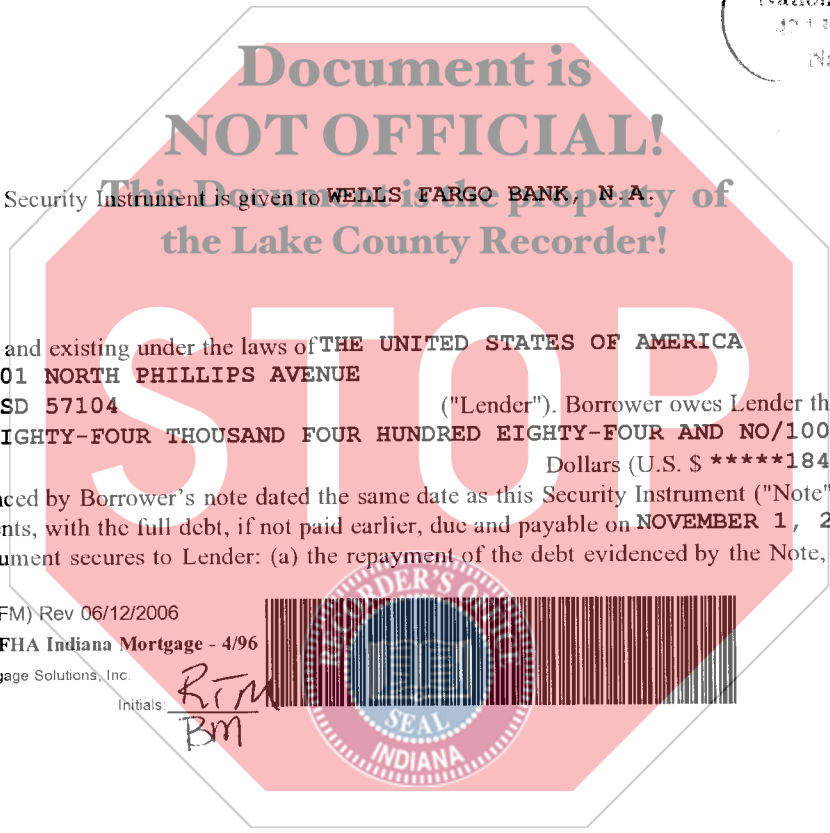 Document is
NOT OFFICIAL!
This Document is the property of
the Lake County Recorder!
Security Instrument is given to WELLS FARGO BANK, N.A.
STOP
and existing under the laws of THE UNITED STATES OF AMERICA
01 NORTH PHILLIPS AVENUE
SD 57104 ("Lender"). Borrower owes Lender th
IGHTY-FOUR THOUSAND FOUR HUNDRED EIGHTY-FOUR AND NO/100
Dollars (U.S. $ *****184
nced by Borrower's note dated the same date as this Security Instrument ("Note"
nts, with the full debt, if not paid earlier, due and payable on NOVEMBER 1, 2
ument secures to Lender: (a) the repayment of the debt evidenced by the Note,
FM) Rev 06/12/2006
FHA Indiana Mortgage - 4/96
gage Solutions, Inc.
Initials: RTM
BM
RECORDER'S OFFICE
SEAL
INDIANA